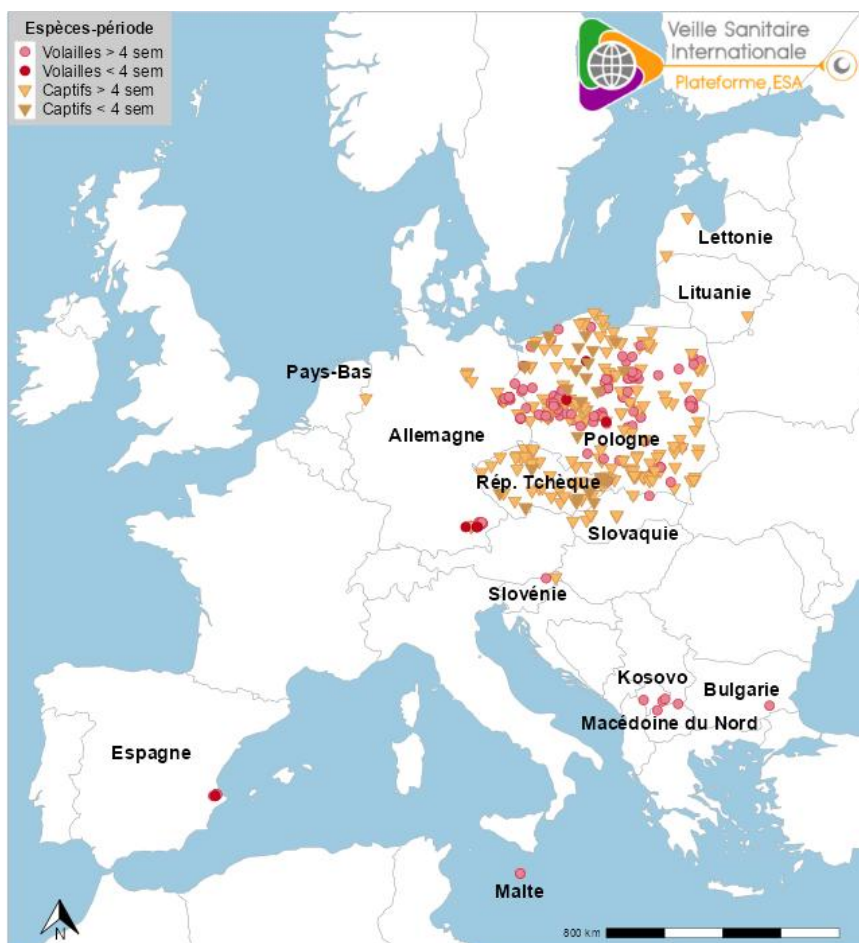 Espèces-période
Volailles > 4 sem
Volailles < 4 sem
Captifs > 4 sem
Captifs < 4 sem
Veille Sanitaire
Internationale
Plateforme ESA
Lettonie
Lituanie
Pays-Bas
Allemagne
Pologne
Rép. Tchèque
Slovaquie
Slovénie
Kosovo
Bulgarie
Macédoine du Nord
Espagne
Malte
N
800 km